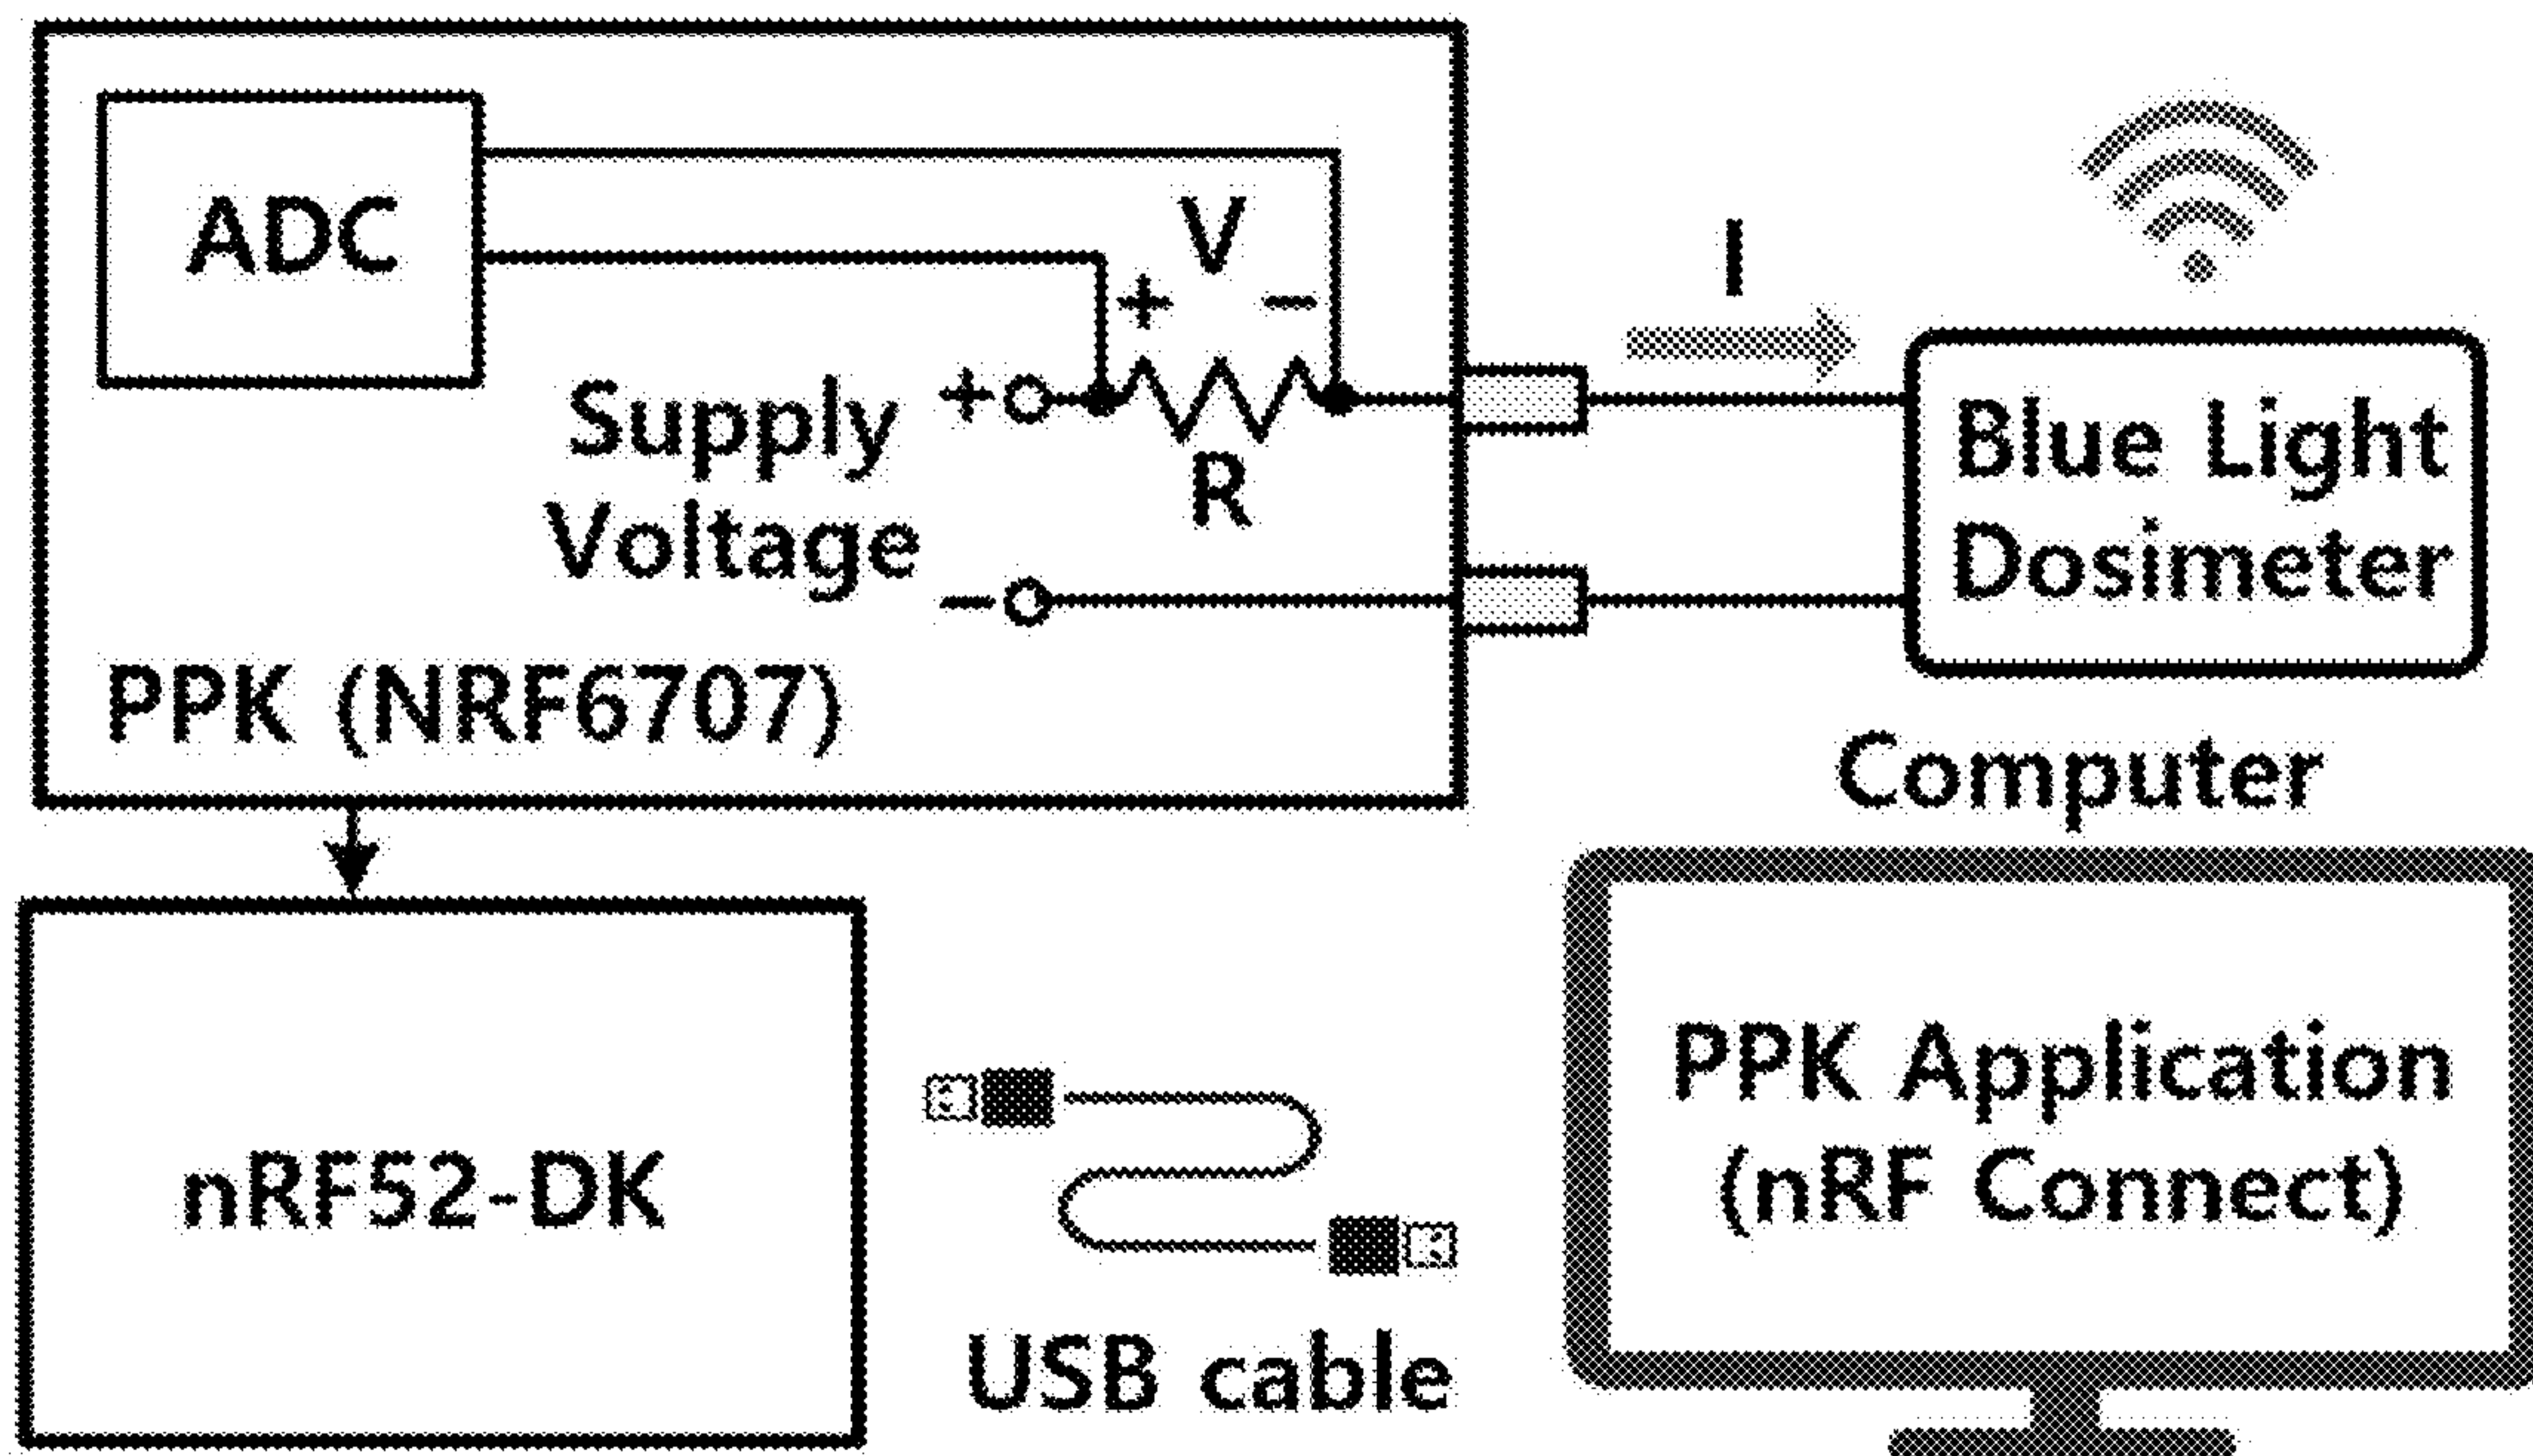 ADC
V
+ −
Supply
Voltage
+
−
R
PPK (NRF6707)
I
Blue Light
Dosimeter
Computer
nRF52-DK
USB cable
PPK Application
(nRF Connect)